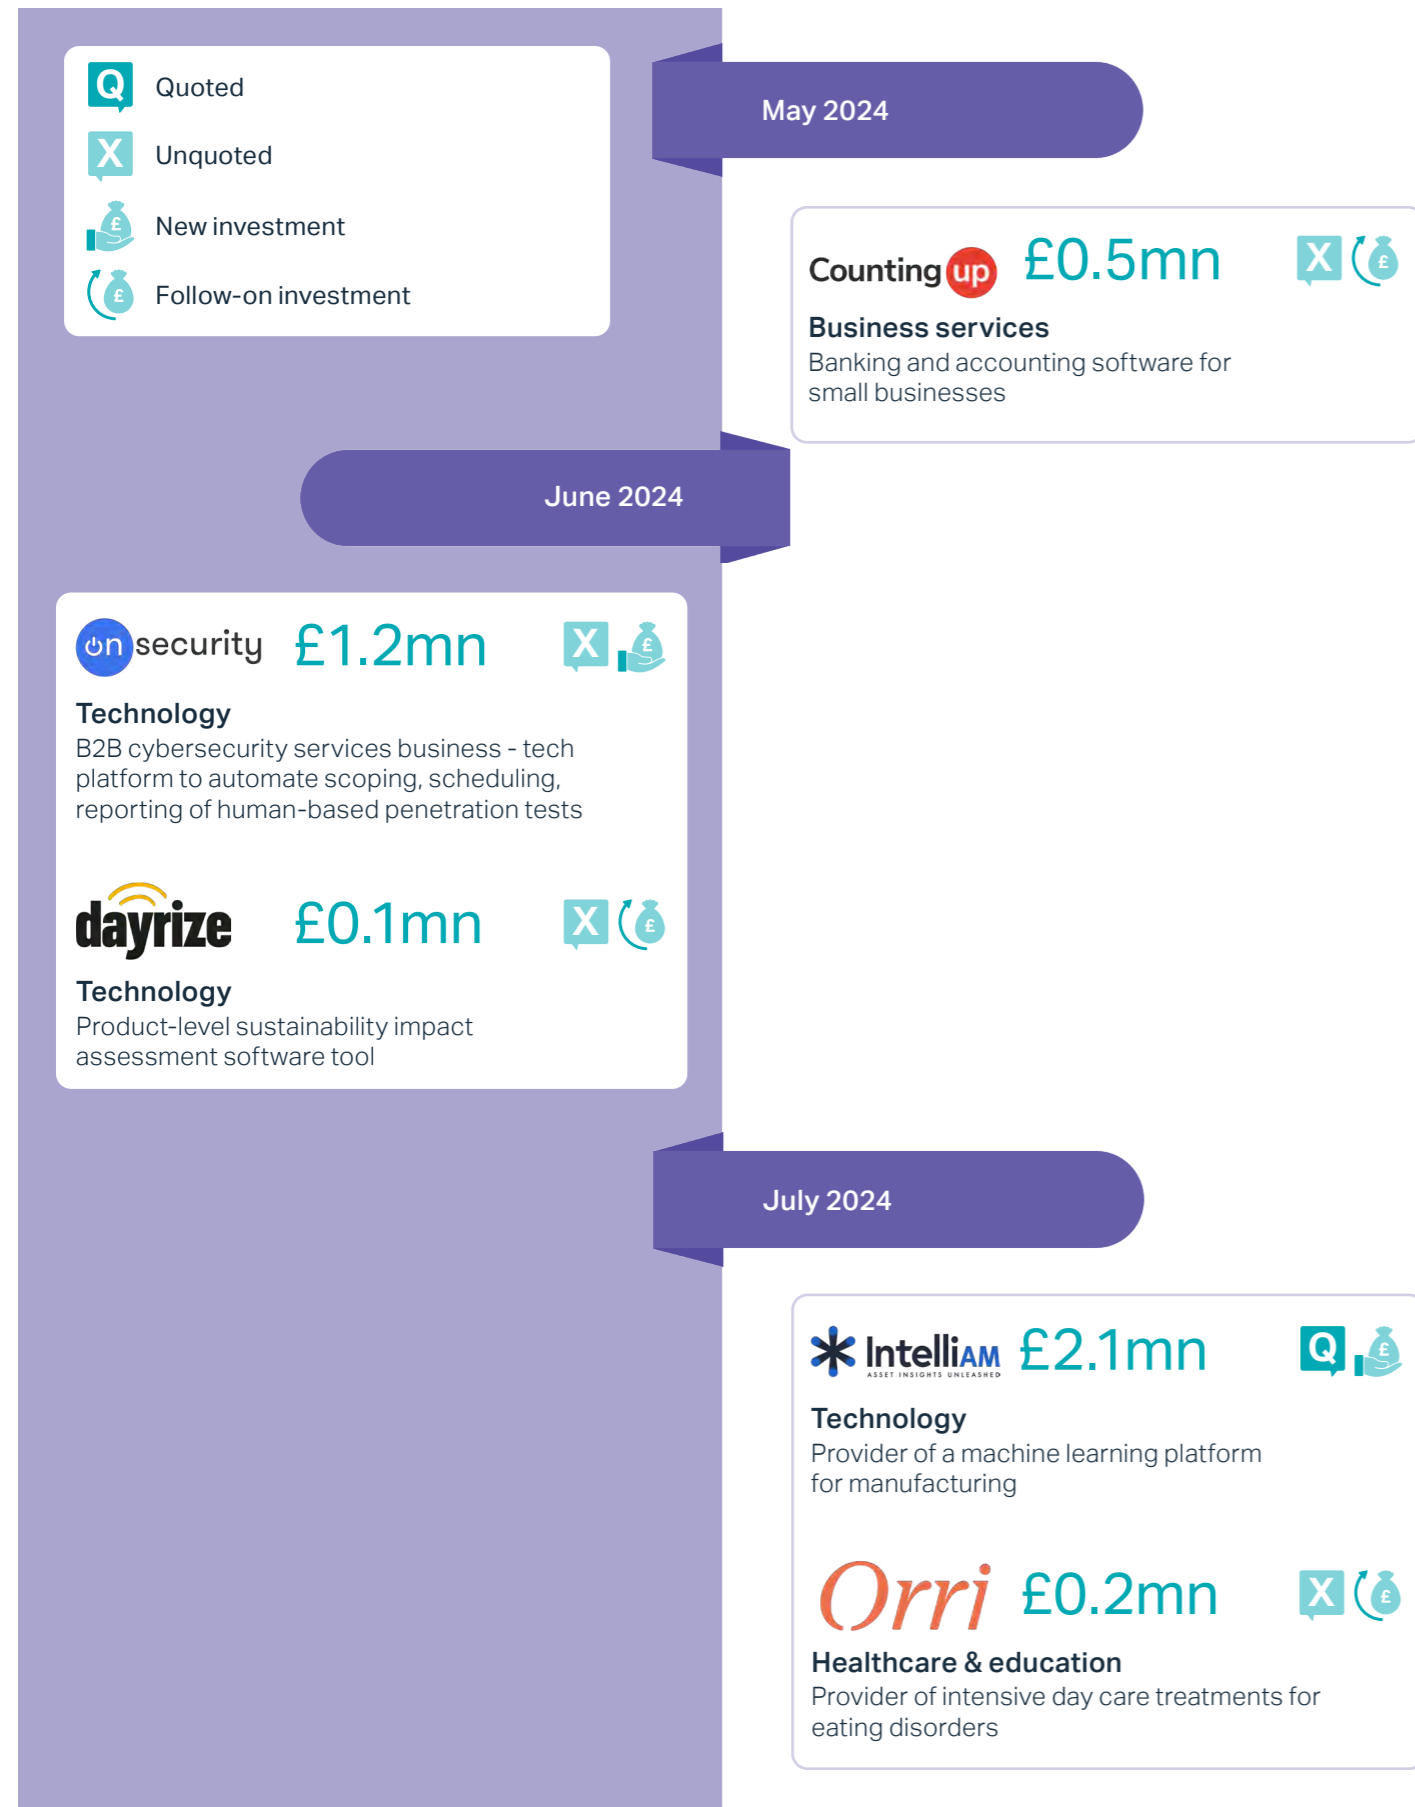 Q Quoted
X Unquoted
£ New investment
£ Follow-on investment
May 2024
Countingup £0.5mn X £
Business services
Banking and accounting software for
small businesses
June 2024
on security £1.2mn X £
Technology
B2B cybersecurity services business - tech
platform to automate scoping, scheduling,
reporting of human-based penetration tests
dayrize £0.1mn X £
Technology
Product-level sustainability impact
assessment software tool
July 2024
IntelliAM £2.1mn Q £
ASSET INSIGHTS UNLEASHED
Technology
Provider of a machine learning platform
for manufacturing
Orri £0.2mn X £
Healthcare & education
Provider of intensive day care treatments for
eating disorders